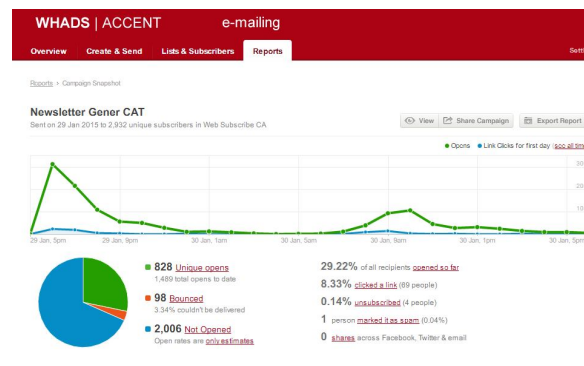 WHADS | ACCENT e-mailing
Overview Create & Send Lists & Subscribers Reports Sett
Reports > Campaign Snapshot
Newsletter Gener CAT
Sent on 29 Jan 2015 to 2,932 unique subscribers in Web Subscribe CA
View Share Campaign Export Report
Opens Link Clicks for first day (see all time
30
20
10
29 Jan, 5pm 29 Jan, 9pm 30 Jan, 1am 30 Jan, 5am 30 Jan, 9am 30 Jan, 1pm 30 Jan, 5pm
828 Unique opens
1,489 total opens to date
98 Bounced
3.34% couldn't be delivered
2,006 Not Opened
Open rates are only estimates
29.22% of all recipients opened so far
8.33% clicked a link (69 people)
0.14% unsubscribed (4 people)
1 person marked it as spam (0.04%)
0 shares across Facebook, Twitter & email